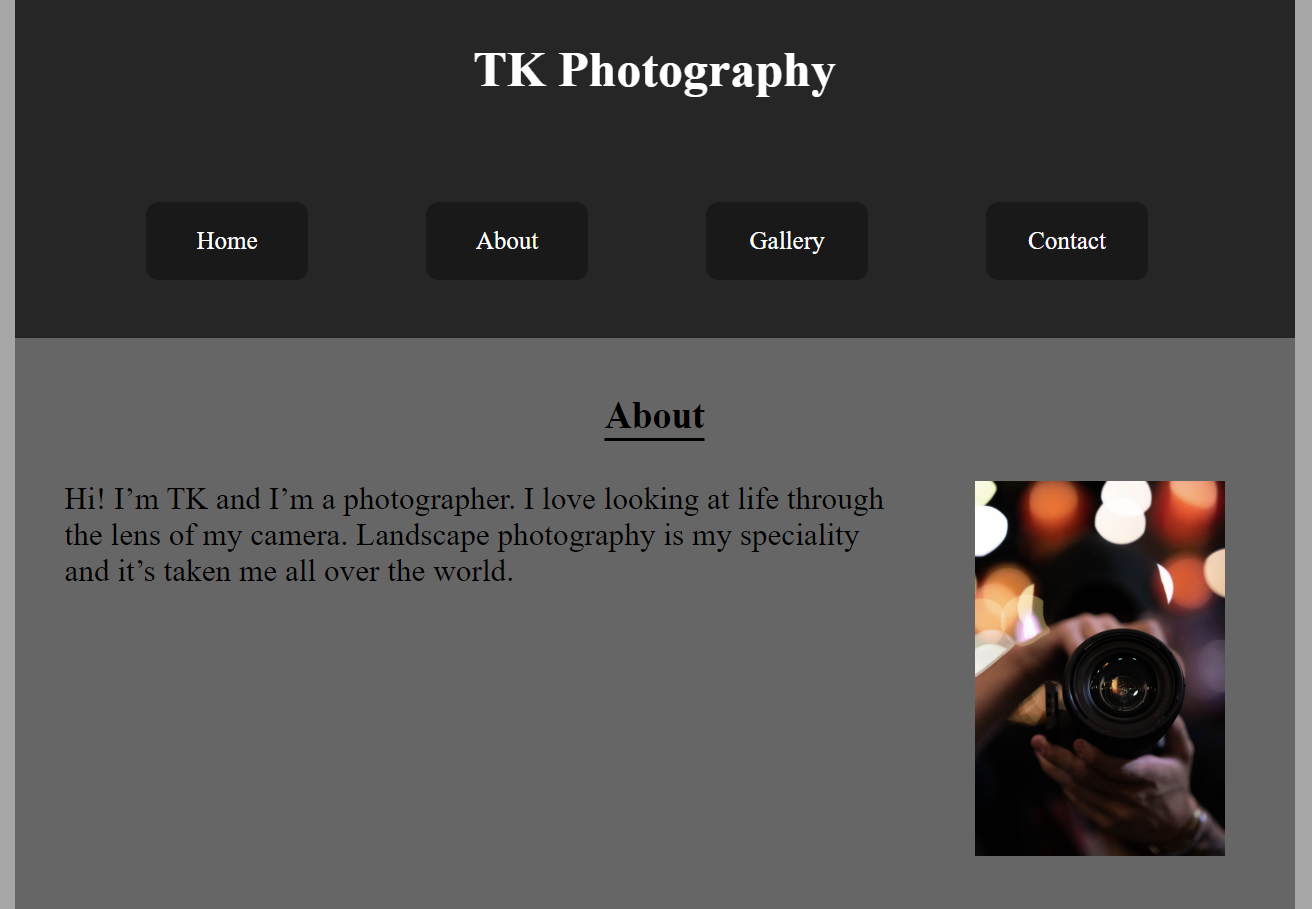 TK Photography
Home
About
Gallery
Contact
About
Hi! I’m TK and I’m a photographer. I love looking at life through
the lens of my camera. Landscape photography is my speciality
and it’s taken me all over the world.